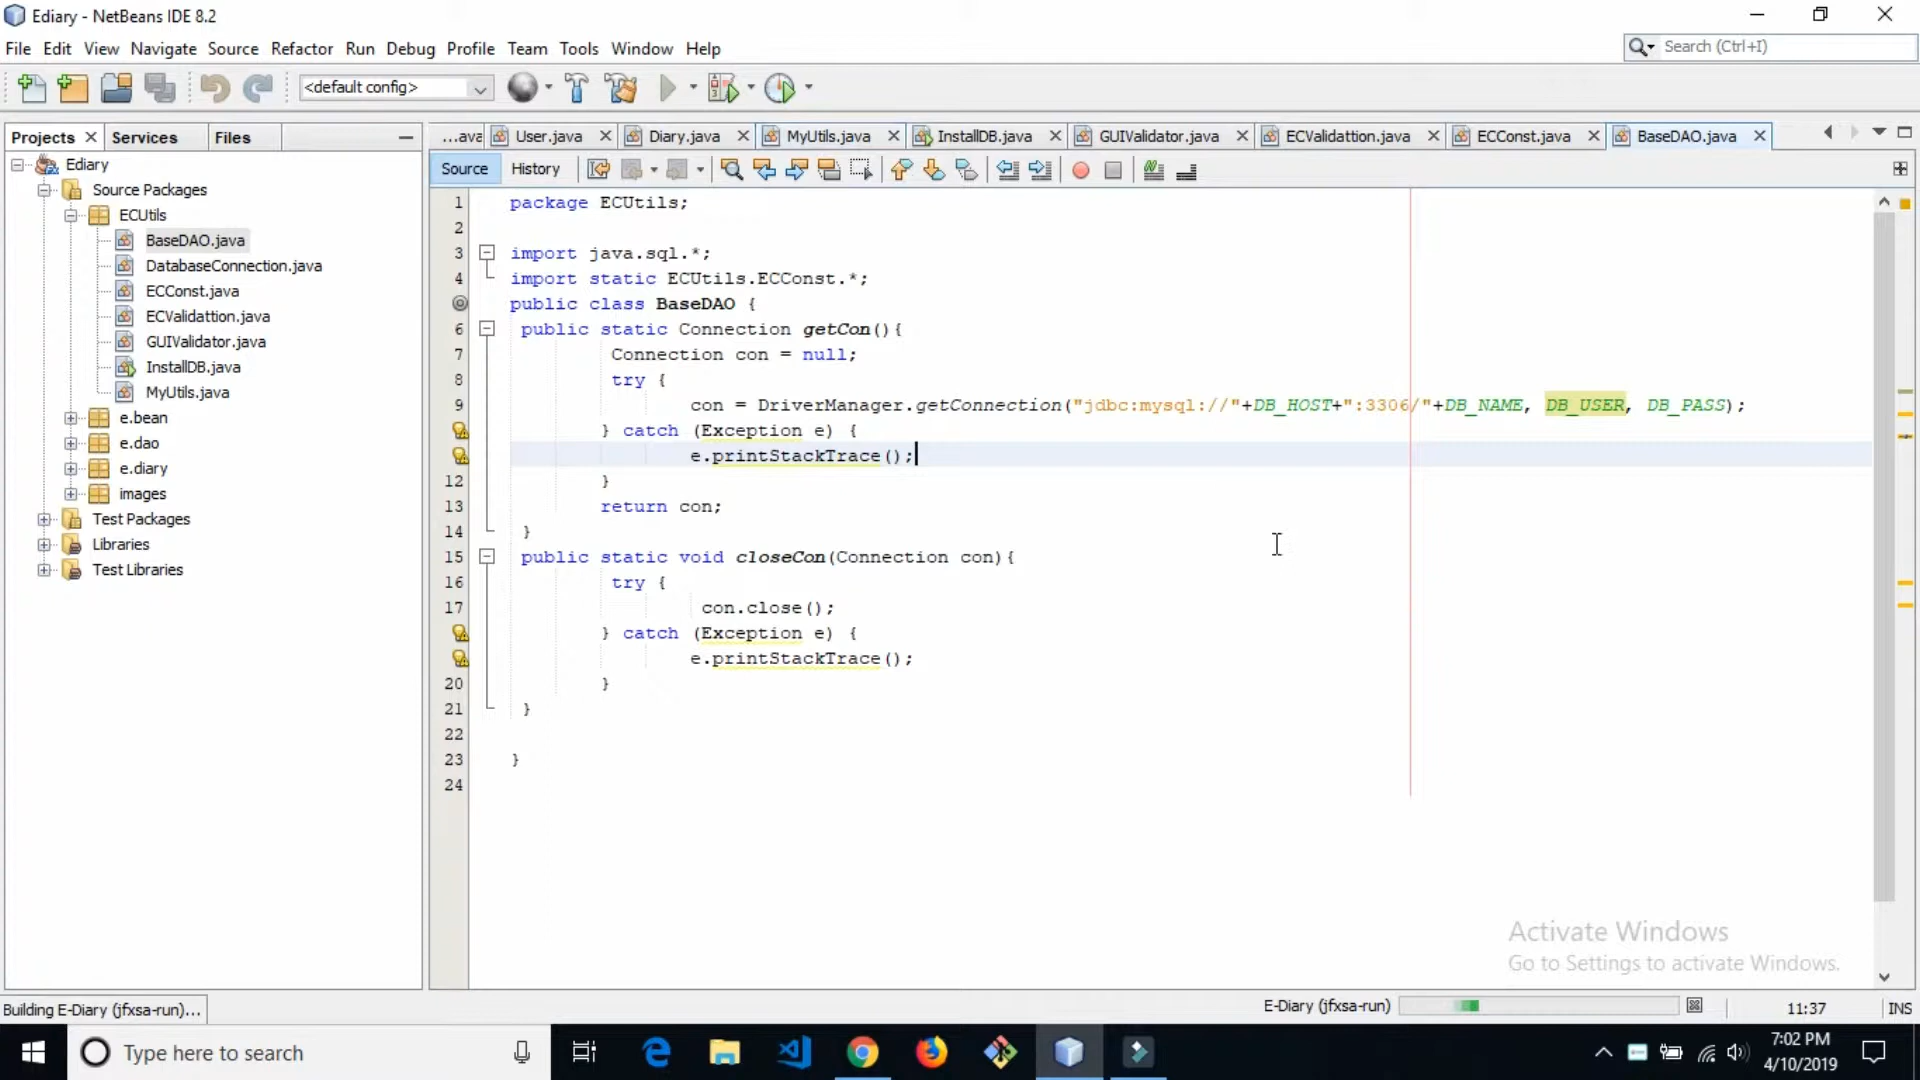 Ediary - NetBeans IDE 8.2
File Edit View Navigate Source Refactor Run Debug Profile Team Tools Window Help
Search (Ctrl+I)
<default config>
Projects Services Files
...ava User.java Diary.java MyUtils.java InstallDB.java GUIValidator.java ECValidattion.java ECConst.java BaseDAO.java
Source History
Ediary
Source Packages
ECUtils
BaseDAO.java
DatabaseConnection.java
ECConst.java
ECValidattion.java
GUIValidator.java
InstallDB.java
MyUtils.java
e.bean
e.dao
e.diary
images
Test Packages
Libraries
Test Libraries
1 package ECUtils;
2
3 import java.sql.*;
4 import static ECUtils.ECConst.*;
public class BaseDAO {
6 public static Connection getCon(){
7 Connection con = null;
8 try {
9 con = DriverManager.getConnection("jdbc:mysql://"+DB_HOST+":3306/"+DB_NAME, DB_USER, DB_PASS);
} catch (Exception e) {
e.printStackTrace();
12 }
13 return con;
14 }
15 public static void closeCon(Connection con){
16 try {
17 con.close();
} catch (Exception e) {
e.printStackTrace();
20 }
21 }
22
23 }
24
Activate Windows
Go to Settings to activate Windows.
Building E-Diary (jfxsa-run)...
E-Diary (jfxsa-run)
11:37 INS
Type here to search
7:02 PM
4/10/2019